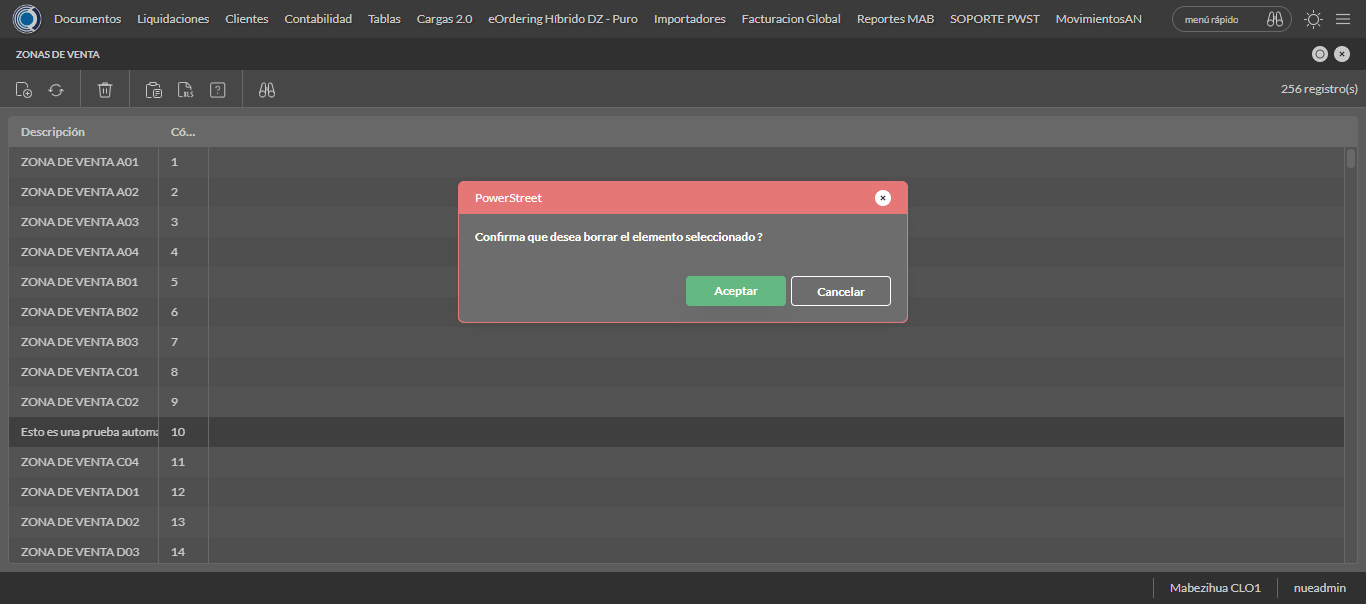 Documentos Liquidaciones Clientes Contabilidad Tablas Cargas 2.0 eOrdering Híbrido DZ - Puro Importadores Facturacion Global Reportes MAB SOPORTE PWST MovimientosAN menú rápido
ZONAS DE VENTA
XLS ? 256 registro(s)
Descripción Có...
ZONA DE VENTA A01 1
ZONA DE VENTA A02 2
ZONA DE VENTA A03 3
ZONA DE VENTA A04 4
ZONA DE VENTA B01 5
ZONA DE VENTA B02 6
ZONA DE VENTA B03 7
ZONA DE VENTA C01 8
ZONA DE VENTA C02 9
Esto es una prueba automa 10
ZONA DE VENTA C04 11
ZONA DE VENTA D01 12
ZONA DE VENTA D02 13
ZONA DE VENTA D03 14
PowerStreet
Confirma que desea borrar el elemento seleccionado ?
Aceptar Cancelar
Mabezihua CLO1 nueadmin